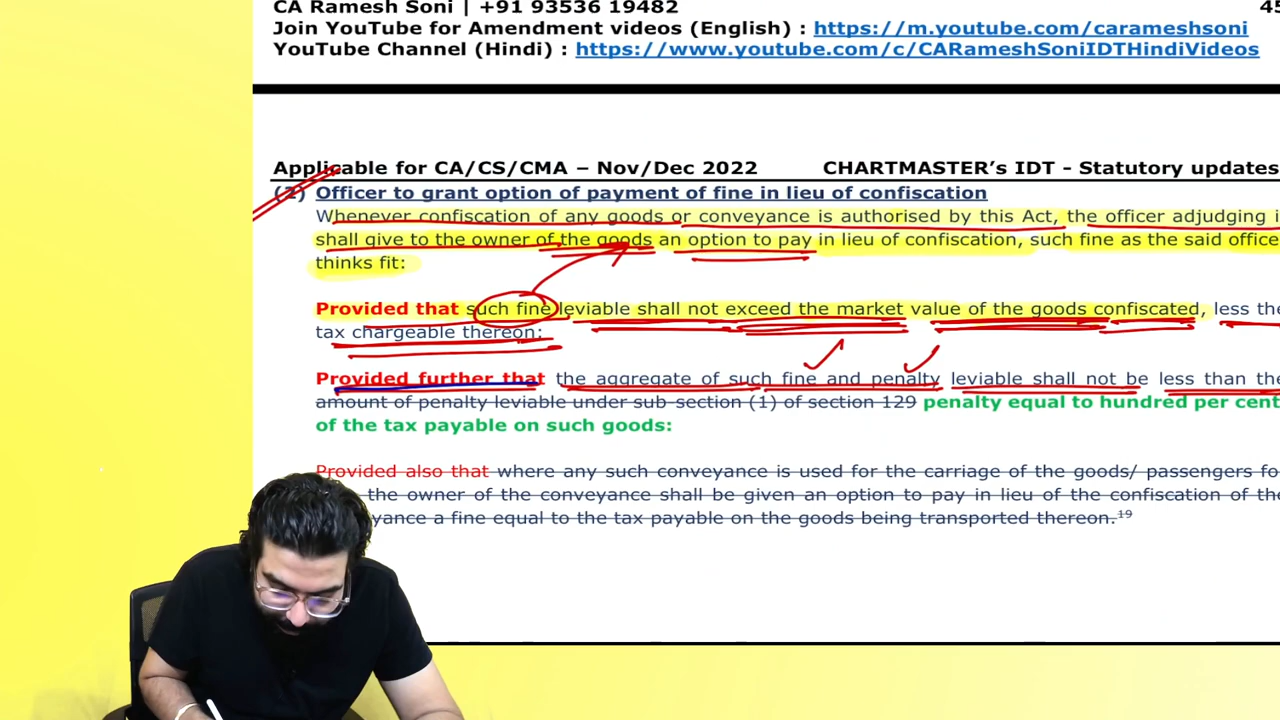 CA Ramesh Soni | +91 93536 19482 45
Join YouTube for Amendment videos (English) : https://m.youtube.com/carameshsoni
YouTube Channel (Hindi) : https://www.youtube.com/c/CARameshSoniIDTHindiVideos
Applicable for CA/CS/CMA – Nov/Dec 2022 CHARTMASTER's IDT - Statutory updates
(2) Officer to grant option of payment of fine in lieu of confiscation
Whenever confiscation of any goods or conveyance is authorised by this Act, the officer adjudging i
shall give to the owner of the goods an option to pay in lieu of confiscation, such fine as the said office
thinks fit:
Provided that such fine leviable shall not exceed the market value of the goods confiscated, less the
tax chargeable thereon:
Provided further that the aggregate of such fine and penalty leviable shall not be less than the
amount of penalty leviable under sub-section (1) of section 129 penalty equal to hundred per cent
of the tax payable on such goods:
Provided also that where any such conveyance is used for the carriage of the goods/ passengers fo
the owner of the conveyance shall be given an option to pay in lieu of the confiscation of the
yance a fine equal to the tax payable on the goods being transported thereon.19